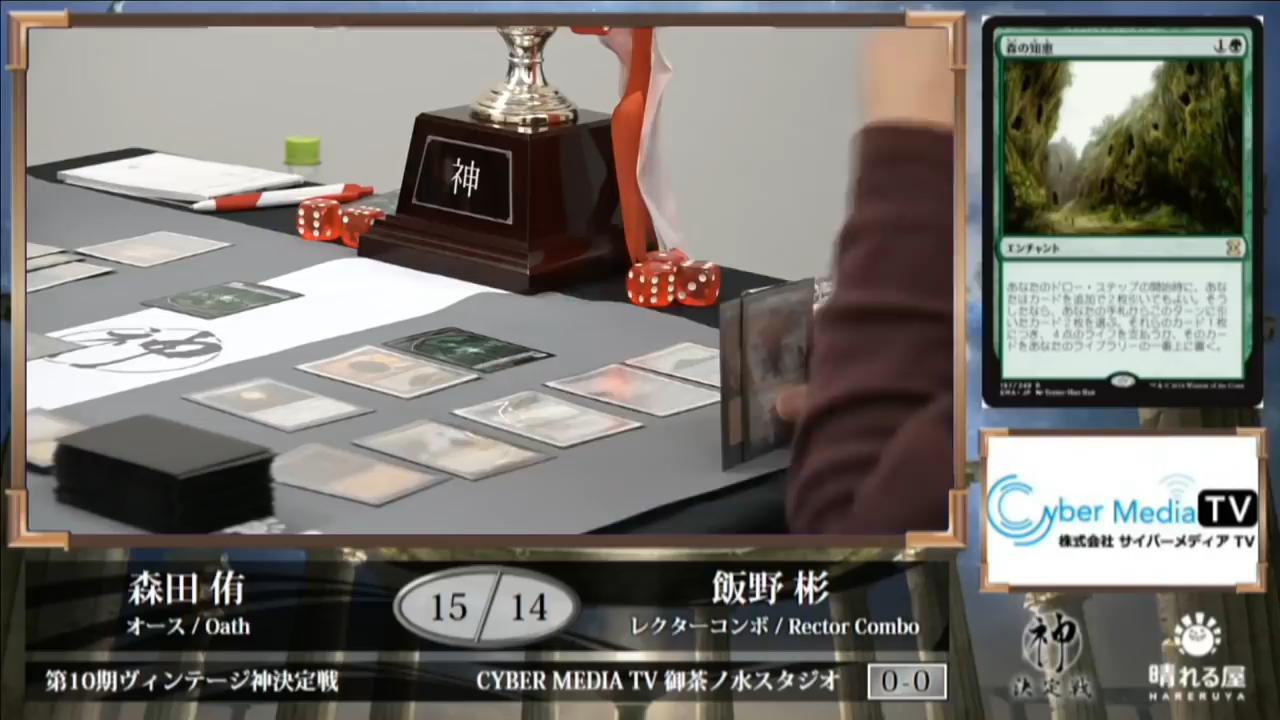 神
森の知恵
エンチャント
あなたのドロー・ステップの開始時に、あな
たはカードを追加で2枚引いてもよい。そう
したなら、あなたの手札からこのターンに引
いたカード2枚を選ぶ。それらのカード1枚
につき、4点のライフを支払うか、そのカー
ドをあなたのライブラリーの一番上に置く。
Cyber Media TV
株式会社 サイバーメディア TV
森田 侑
オース / Oath
15 / 14
飯野 彬
レクターコンボ / Rector Combo
第10期ヴィンテージ神決定戦
CYBER MEDIA TV 御茶ノ水スタジオ
0-0
神
決定戦
晴れる屋
HARERUYA